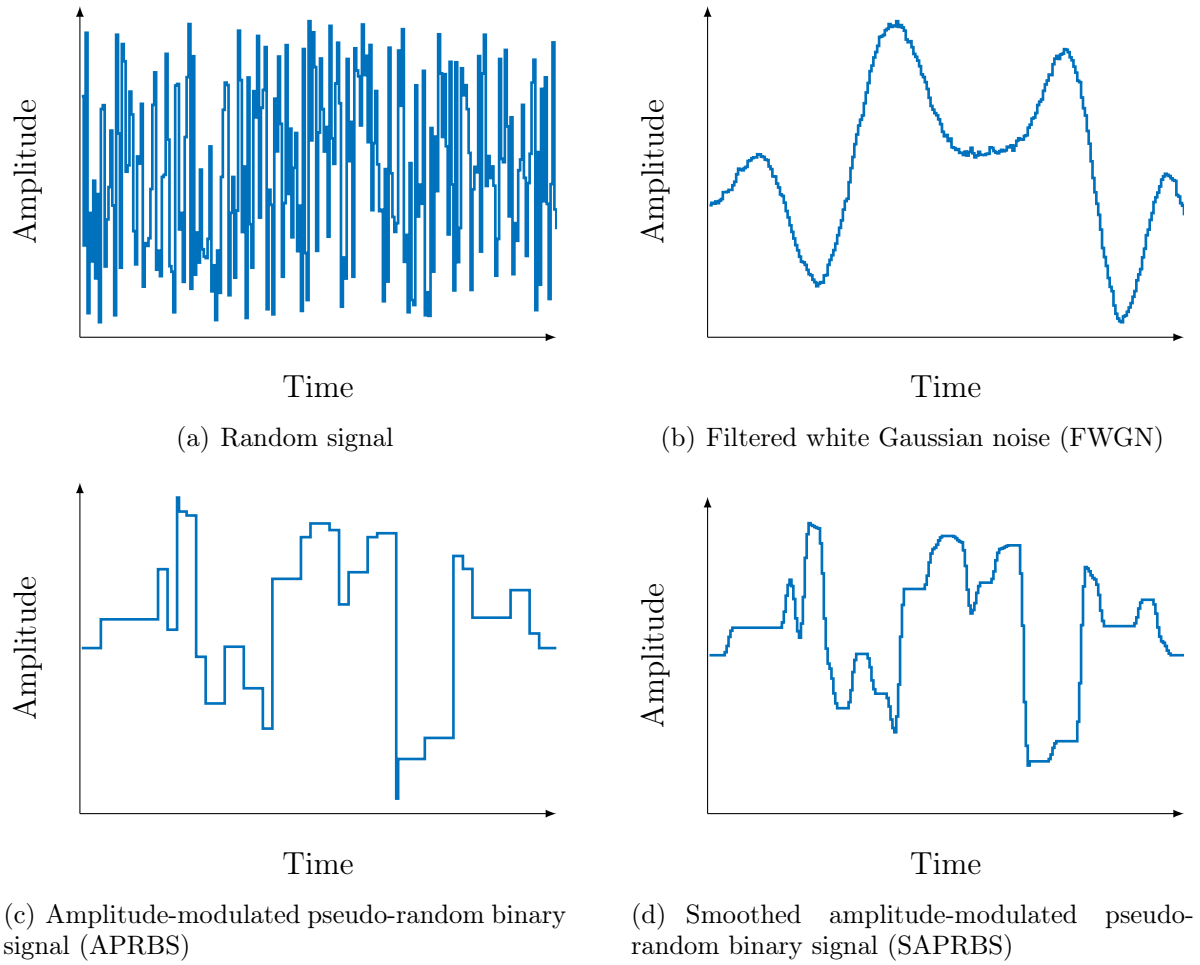 Amplitude
Time
(a) Random signal
Amplitude
Time
(b) Filtered white Gaussian noise (FWGN)
Amplitude
Time
(c) Amplitude-modulated pseudo-random binary
signal (APRBS)
Amplitude
Time
(d) Smoothed amplitude-modulated pseudo-
random binary signal (SAPRBS)